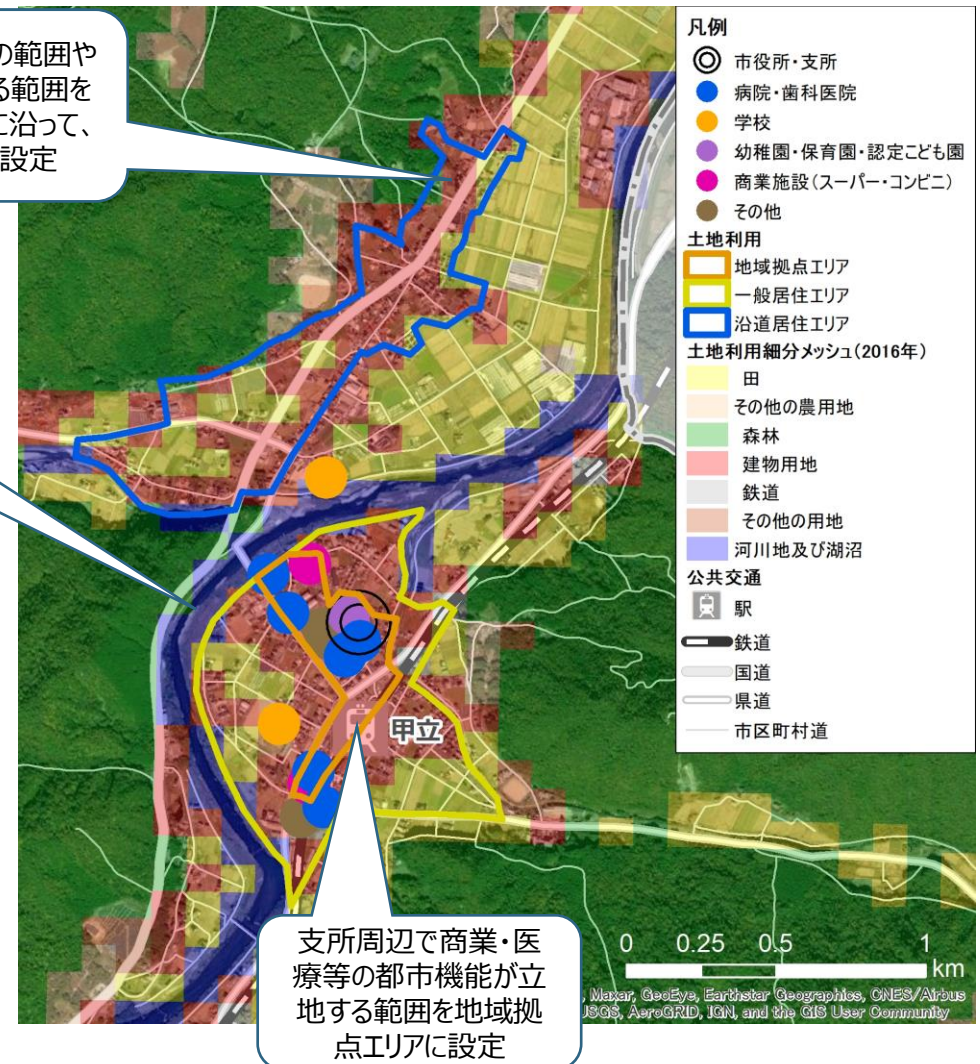 の範囲や
る範囲を
に沿って、
設定
甲立
支所周辺で商業・医
療等の都市機能が立
地する範囲を地域拠
点エリアに設定
凡例
市役所・支所
病院・歯科医院
学校
幼稚園・保育園・認定こども園
商業施設(スーパー・コンビニ)
その他
土地利用
地域拠点エリア
一般居住エリア
沿道居住エリア
土地利用細分メッシュ(2016年)
田
その他の農用地
森林
建物用地
鉄道
その他の用地
河川地及び湖沼
公共交通
駅
鉄道
国道
県道
市区町村道
0 0.25 0.5 1
km
, Maxar, GeoEye, Earthstar Geographics, CNES/Airbus
USGS, AeroGRID, IGN, and the GIS User Community